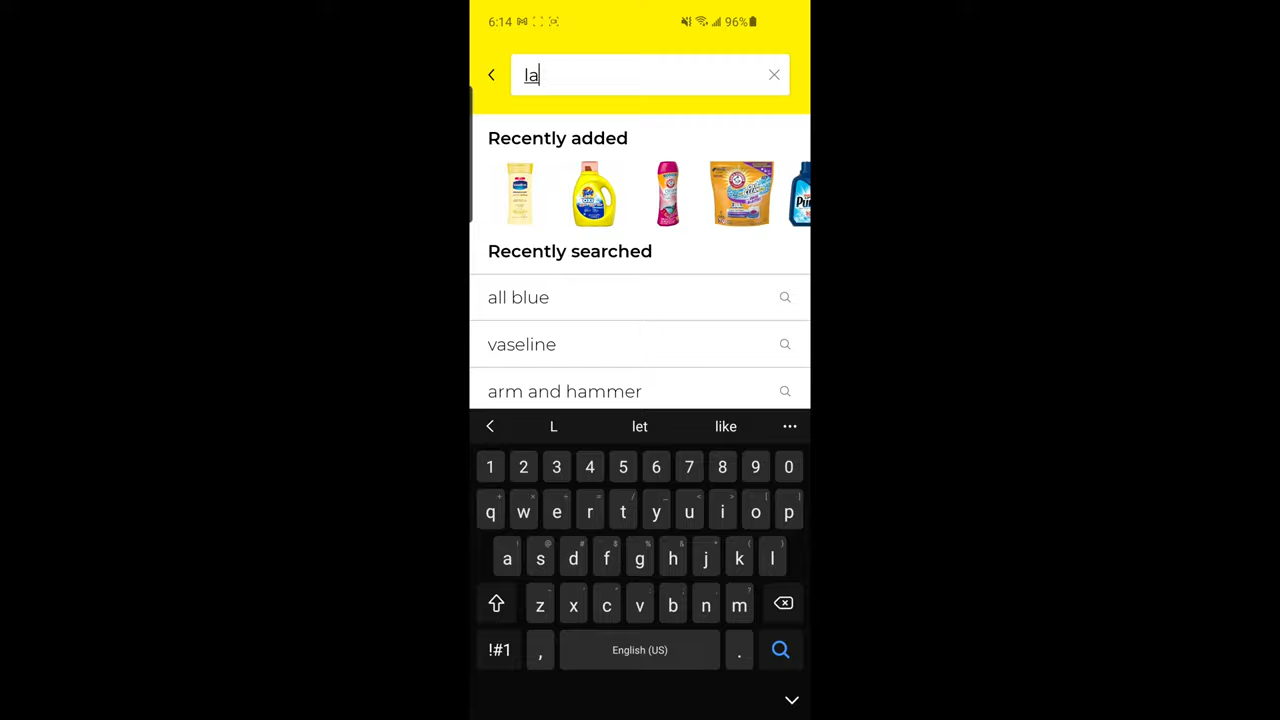 6:14 96%
la
Recently added
Recently searched
all blue
vaseline
arm and hammer
L let like
1 2 3 4 5 6 7 8 9 0
q w e r t y u i o p
a s d f g h j k l
z x c v b n m
!#1 , English (US) .